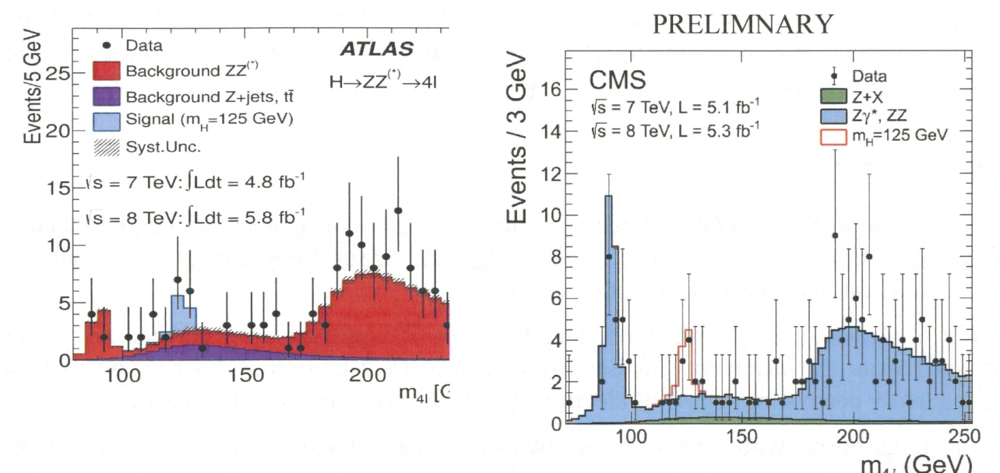 Events/5 GeV
25
20
15
10
5
0
Data
Background ZZ(*)
Background Z+jets, tt̄
Signal (mH=125 GeV)
Syst.Unc.
√s = 7 TeV: ∫Ldt = 4.8 fb-1
√s = 8 TeV: ∫Ldt = 5.8 fb-1
ATLAS
H→ZZ(*)→4l
100 150 200
m4l [G
PRELIMNARY
Events / 3 GeV
16
14
12
10
8
6
4
2
0
CMS
√s = 7 TeV, L = 5.1 fb-1
√s = 8 TeV, L = 5.3 fb-1
Data
Z+X
Zγ*, ZZ
mH=125 GeV
100 150 200 250
m4l (GeV)